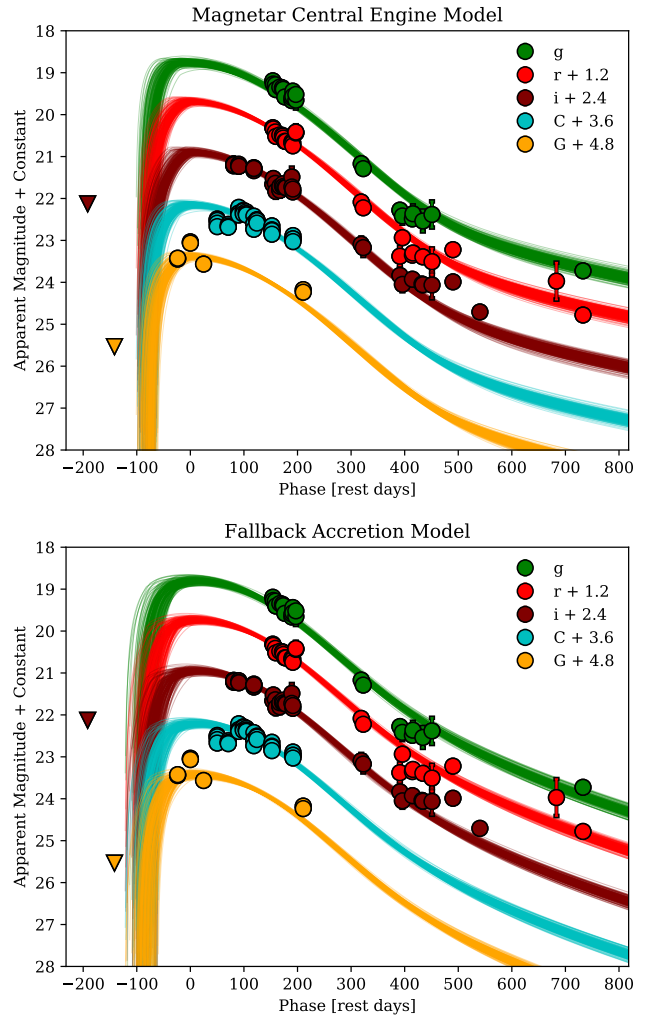 Magnetar Central Engine Model
18
19
20
21
22
23
24
25
26
27
28
Apparent Magnitude + Constant
g
r + 1.2
i + 2.4
C + 3.6
G + 4.8
−200 −100 0 100 200 300 400 500 600 700 800
Phase [rest days]
Fallback Accretion Model
18
19
20
21
22
23
24
25
26
27
28
Apparent Magnitude + Constant
g
r + 1.2
i + 2.4
C + 3.6
G + 4.8
−200 −100 0 100 200 300 400 500 600 700 800
Phase [rest days]